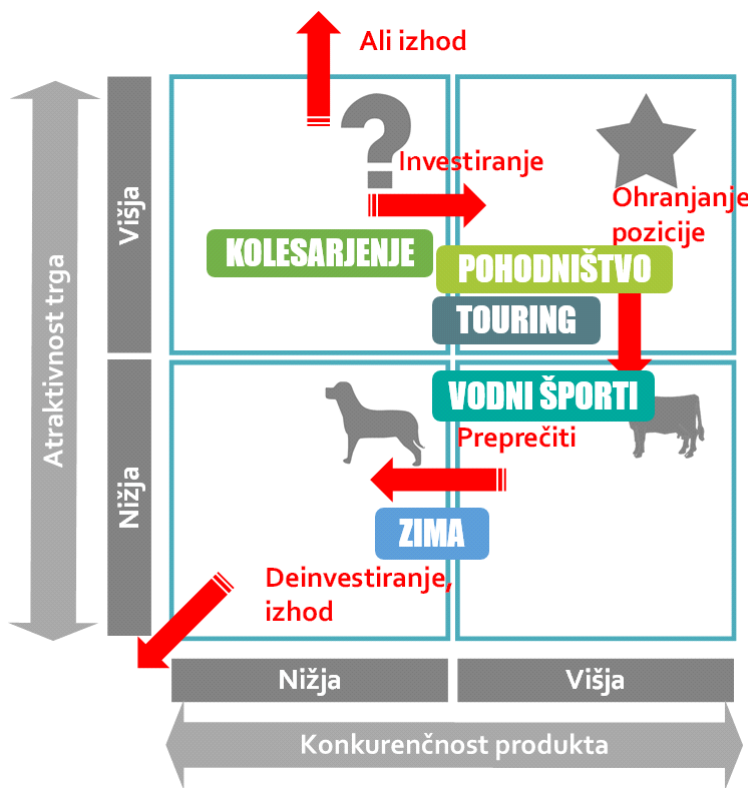 Ali izhod
?
Investiranje
Ohranjanje
pozicije
KOLESARJENJE
POHODNIŠTVO
TOURING
VODNI ŠPORTI
Preprečiti
ZIMA
Deinvestiranje,
izhod
Atraktivnost trga
Višja
Nižja
Nižja
Višja
Konkurenčnost produkta